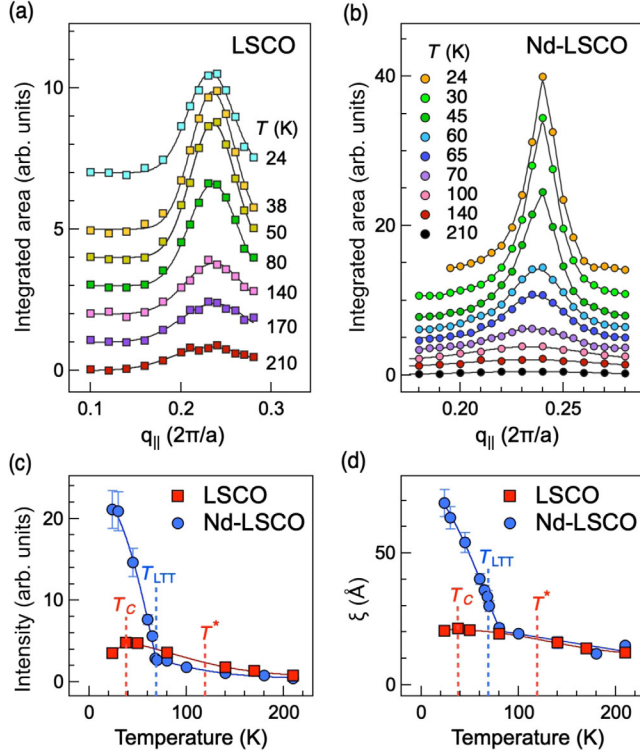 (a)
LSCO
Integrated area (arb. units)
10
5
0
T (K)
24
38
50
80
140
170
210
0.1 0.2 0.3
q|| (2π/a)
(b)
Nd-LSCO
Integrated area (arb. units)
40
20
0
T (K)
24
30
45
60
65
70
100
140
210
0.20 0.25
q|| (2π/a)
(c)
LSCO
Nd-LSCO
Intensity (arb. units)
20
10
0
TC
TLTT
T*
0 100 200
Temperature (K)
(d)
LSCO
Nd-LSCO
ξ (Å)
50
0
TC
TLTT
T*
0 100 200
Temperature (K)